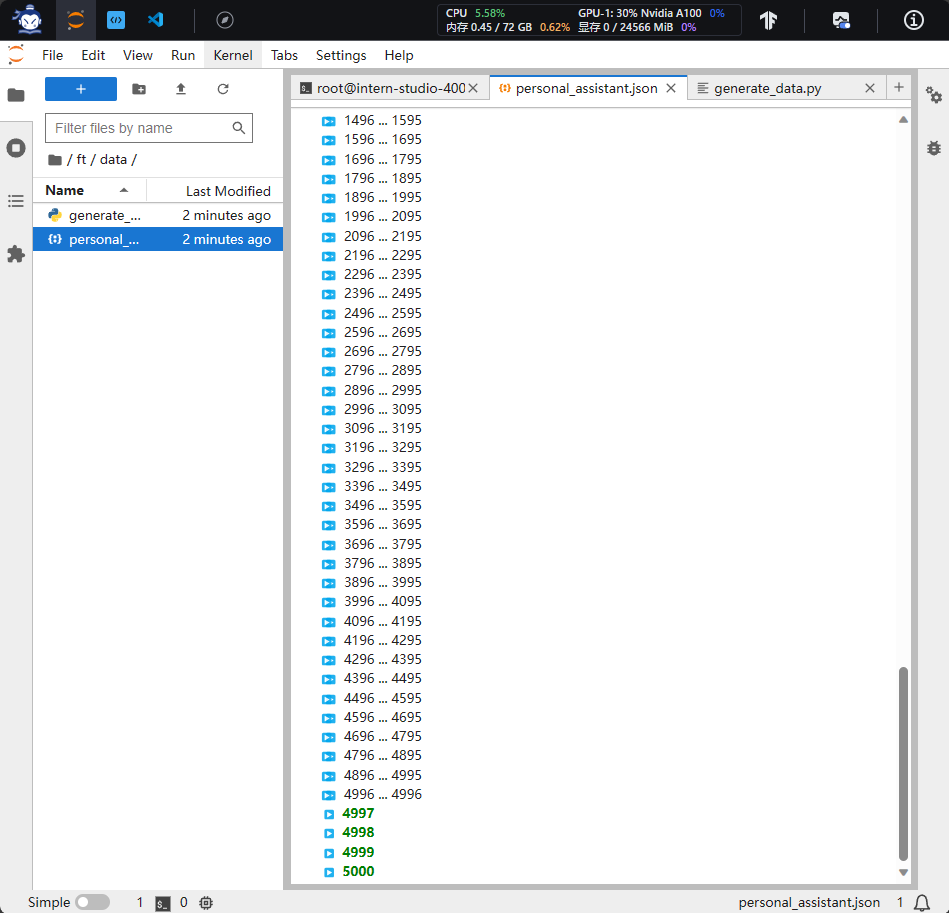 CPU 5.58% GPU-1: 30% Nvidia A100 0%
内存 0.45 / 72 GB 0.62% 显存 0 / 24566 MiB 0%
File Edit View Run Kernel Tabs Settings Help
root@intern-studio-400 personal_assistant.json generate_data.py
Filter files by name
/ ft / data /
Name Last Modified
generate_... 2 minutes ago
personal_... 2 minutes ago
1496 ... 1595
1596 ... 1695
1696 ... 1795
1796 ... 1895
1896 ... 1995
1996 ... 2095
2096 ... 2195
2196 ... 2295
2296 ... 2395
2396 ... 2495
2496 ... 2595
2596 ... 2695
2696 ... 2795
2796 ... 2895
2896 ... 2995
2996 ... 3095
3096 ... 3195
3196 ... 3295
3296 ... 3395
3396 ... 3495
3496 ... 3595
3596 ... 3695
3696 ... 3795
3796 ... 3895
3896 ... 3995
3996 ... 4095
4096 ... 4195
4196 ... 4295
4296 ... 4395
4396 ... 4495
4496 ... 4595
4596 ... 4695
4696 ... 4795
4796 ... 4895
4896 ... 4995
4996 ... 4996
4997
4998
4999
5000
Simple 1 0 personal_assistant.json 1